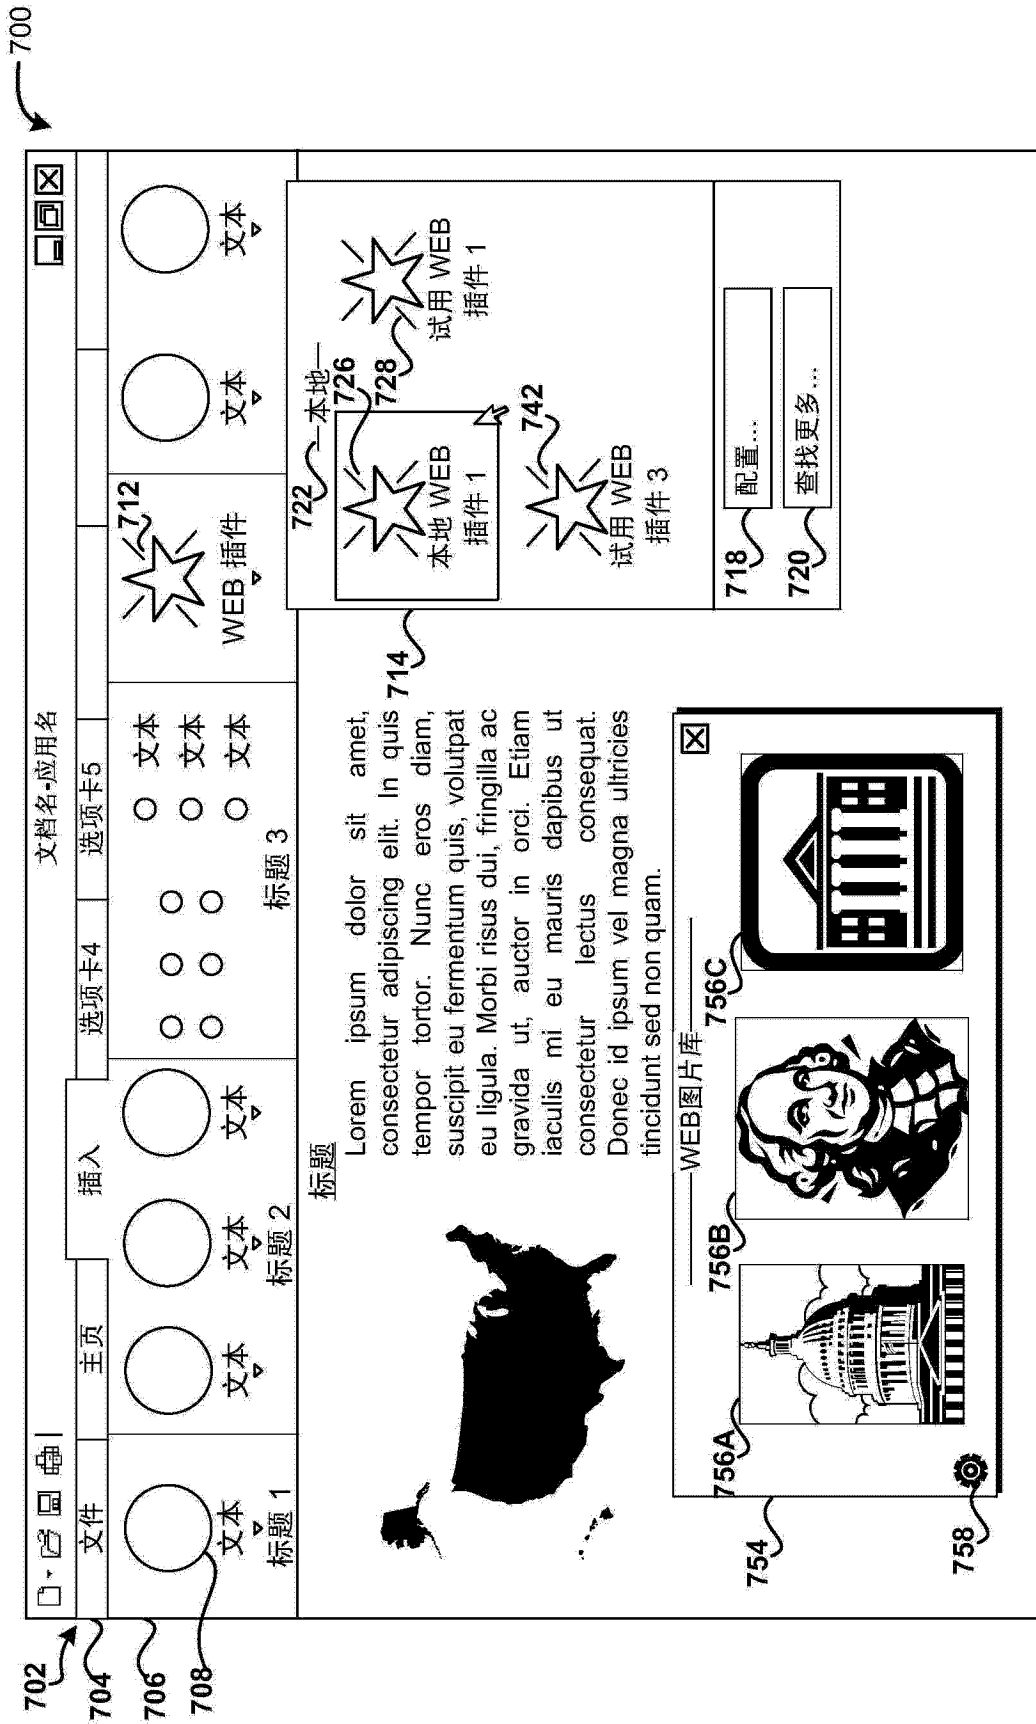 700
文档名-应用名
702
704
文件
主页
插入
选项卡4
选项卡5
706
708
文本
标题 1
文本
文本
文本
标题 2
文本
文本
文本
标题 3
712
WEB 插件
文本
文本
714
722
本地
726
本地 WEB
插件 1
728
试用 WEB
插件 1
742
试用 WEB
插件 3
718
配置...
720
查找更多...
标题
Lorem ipsum dolor sit amet,
consectetur adipiscing elit. In quis
tempor tortor. Nunc eros diam,
suscipit eu fermentum quis, volutpat
eu ligula. Morbi risus dui, fringilla ac
gravida ut, auctor in orci. Etiam
iaculis mi eu mauris dapibus ut
consectetur lectus consequat.
Donec id ipsum vel magna ultricies
tincidunt sed non quam.
754
WEB图片库
756A
756B
756C
758